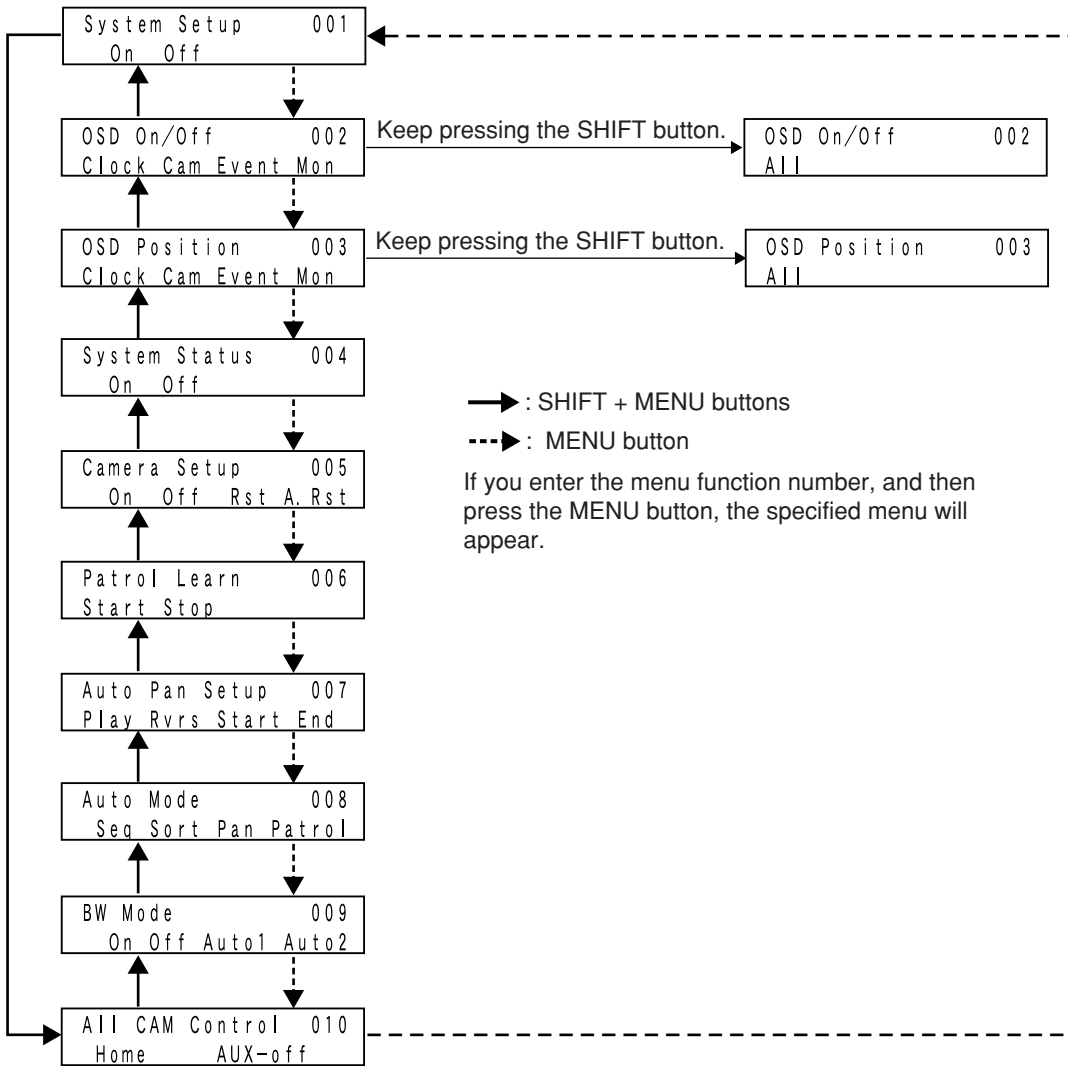 System Setup 001
On Off
OSD On/Off 002
Clock Cam Event Mon
Keep pressing the SHIFT button.
OSD On/Off 002
All
OSD Position 003
Clock Cam Event Mon
Keep pressing the SHIFT button.
OSD Position 003
All
System Status 004
On Off
: SHIFT + MENU buttons
: MENU button
If you enter the menu function number, and then
press the MENU button, the specified menu will
appear.
Camera Setup 005
On Off Rst A.Rst
Patrol Learn 006
Start Stop
Auto Pan Setup 007
Play Rvrs Start End
Auto Mode 008
Seq Sort Pan Patrol
BW Mode 009
On Off Auto1 Auto2
All CAM Control 010
Home AUX-off